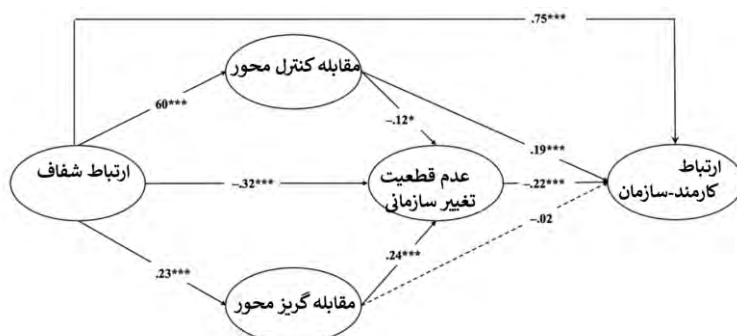 .75***
مقابله کنترل محور
60***
–.12*
.19***
ارتباط شفاف
–.32***
عدم قطعیت
تغییر سازمانی
–.22***
ارتباط
کارمند-سازمان
–.02
.23***
.24***
مقابله گریز محور